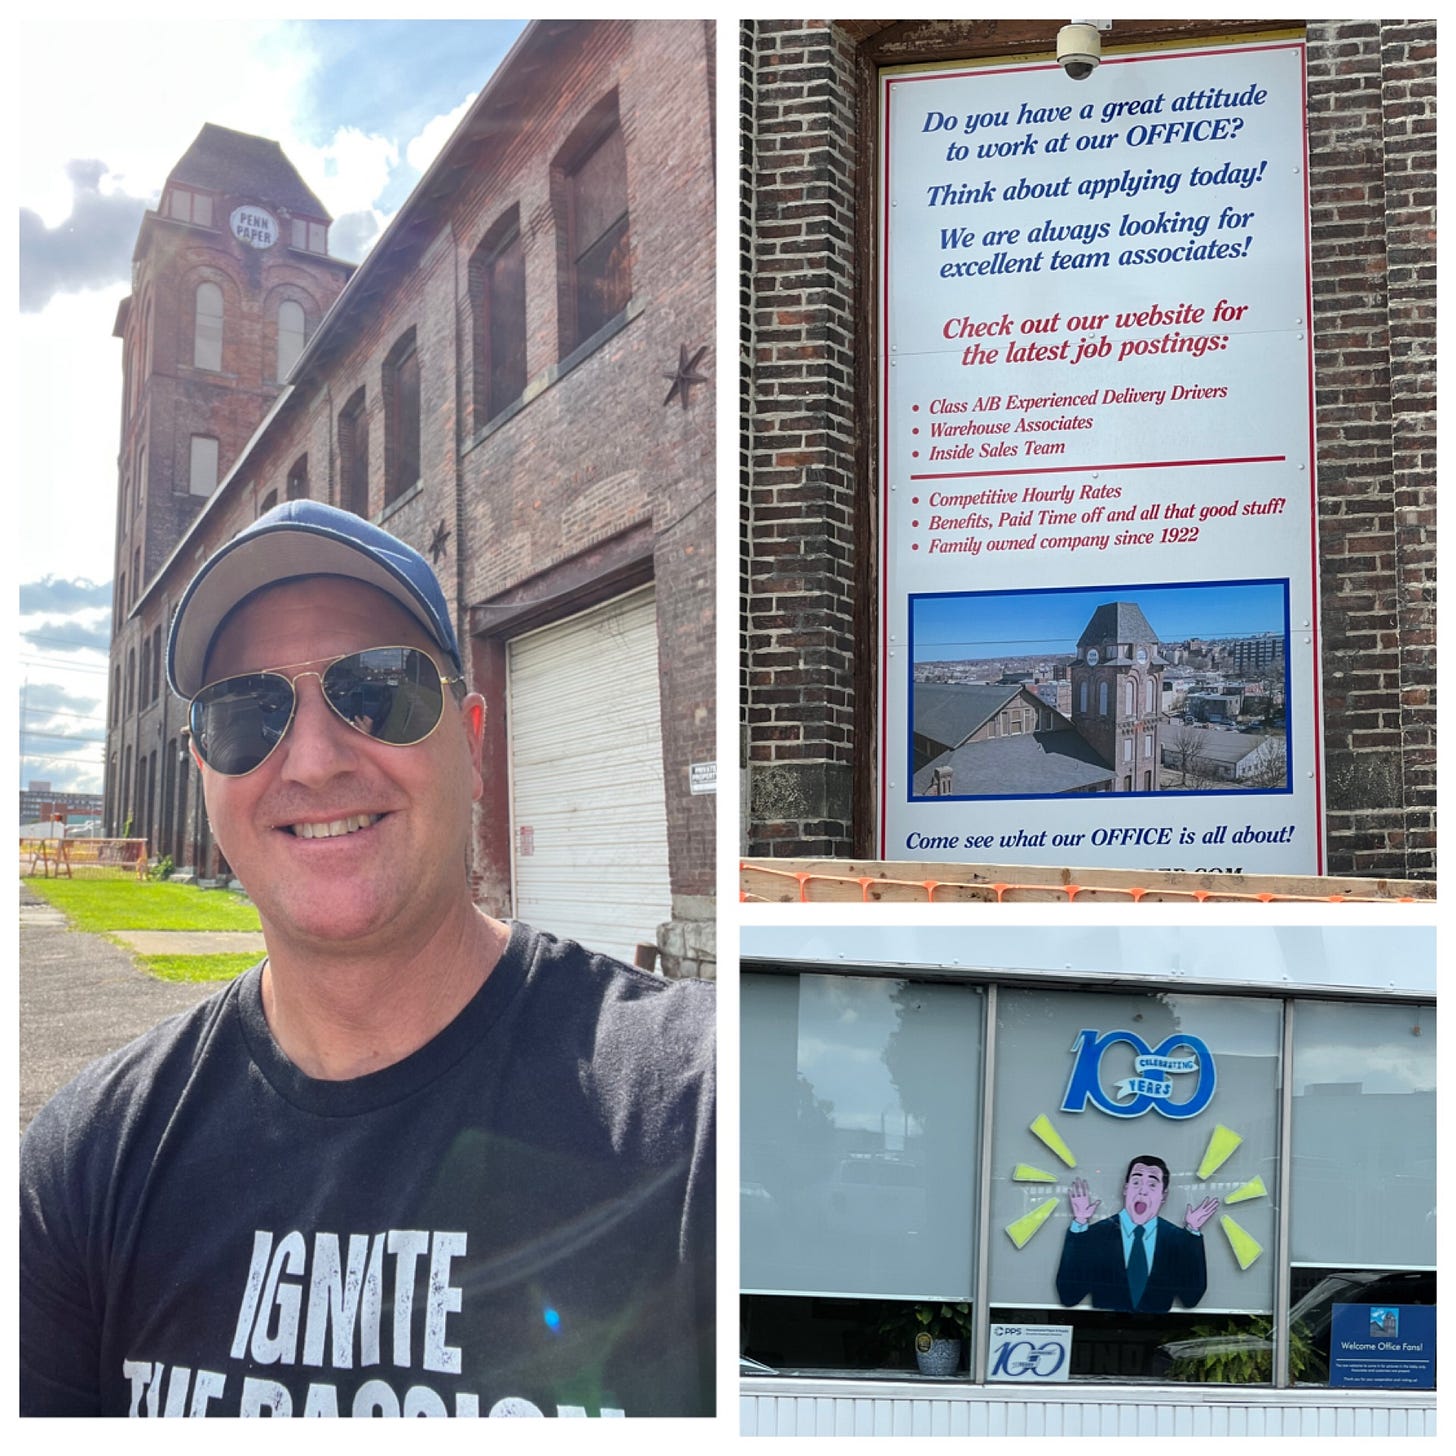 PENN
PAPER
PRIVATE
PROPERTY
IGNITE
THE PASSION
Do you have a great attitude
to work at our OFFICE?
Think about applying today!
We are always looking for
excellent team associates!
Check out our website for
the latest job postings:
• Class A/B Experienced Delivery Drivers
• Warehouse Associates
• Inside Sales Team
• Competitive Hourly Rates
• Benefits, Paid Time off and all that good stuff!
• Family owned company since 1922
Come see what our OFFICE is all about!
100
CELEBRATING
YEARS
PPS
100
Welcome Office Fans!